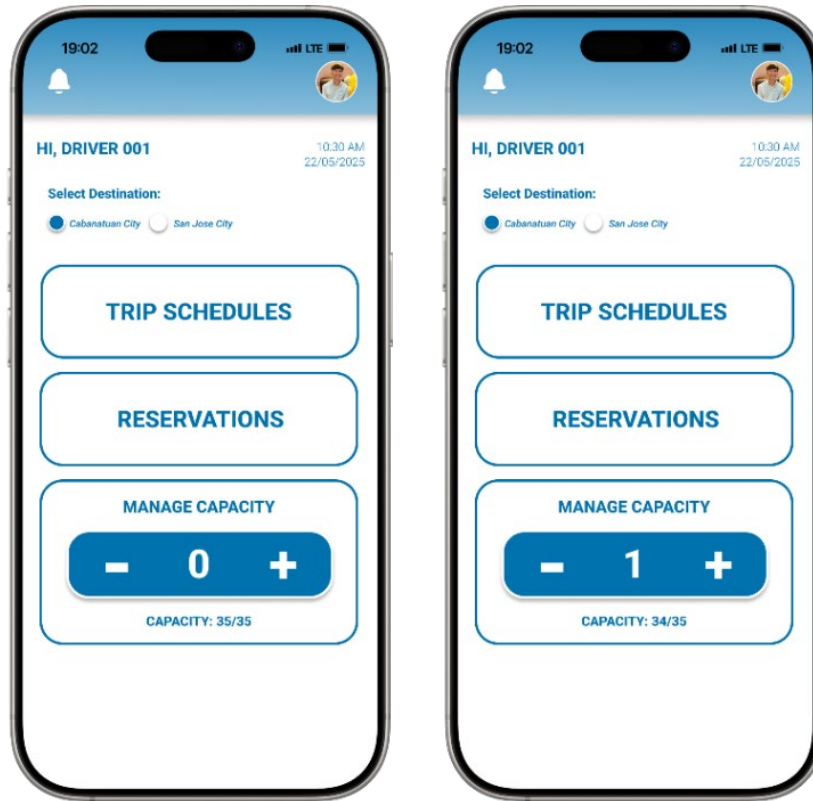 19:02 LTE
HI, DRIVER 001 10:30 AM
22/05/2025
Select Destination:
Cabanatuan City San Jose City
TRIP SCHEDULES
RESERVATIONS
MANAGE CAPACITY
- 0 +
CAPACITY: 35/35
19:02 LTE
HI, DRIVER 001 10:30 AM
22/05/2025
Select Destination:
Cabanatuan City San Jose City
TRIP SCHEDULES
RESERVATIONS
MANAGE CAPACITY
- 1 +
CAPACITY: 34/35